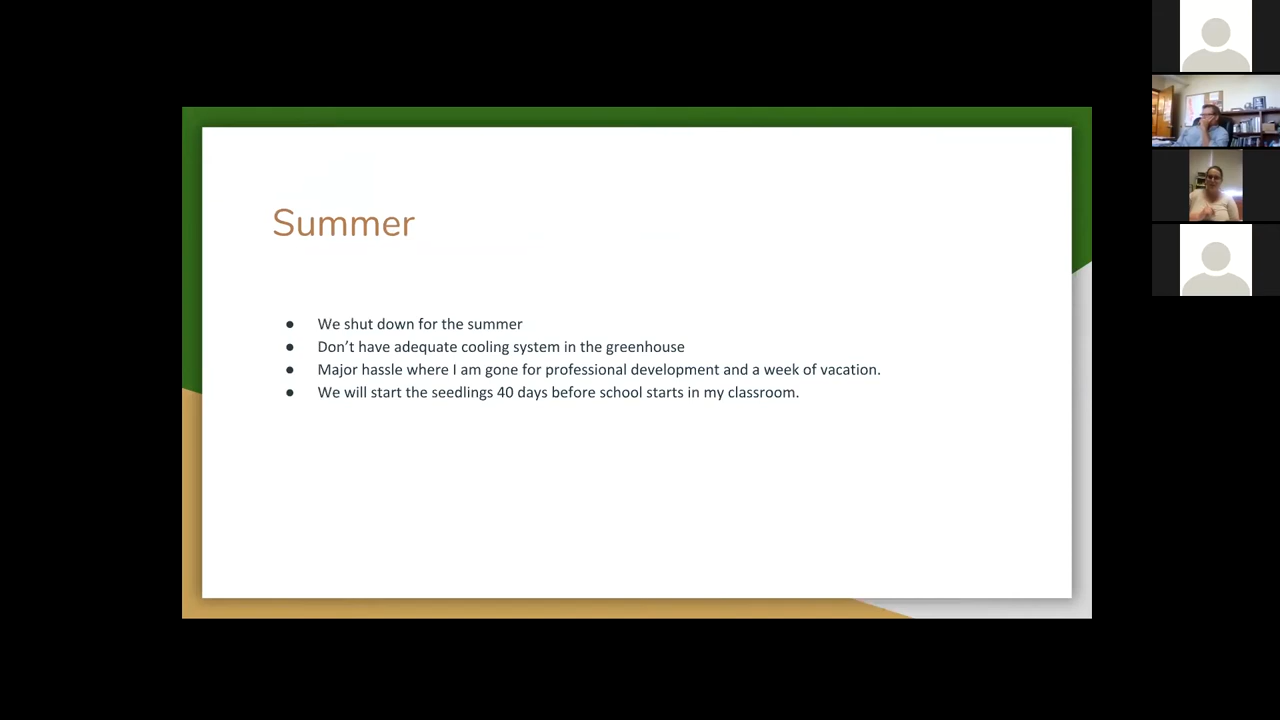 Summer
● We shut down for the summer
● Don’t have adequate cooling system in the greenhouse
● Major hassle where I am gone for professional development and a week of vacation.
● We will start the seedlings 40 days before school starts in my classroom.